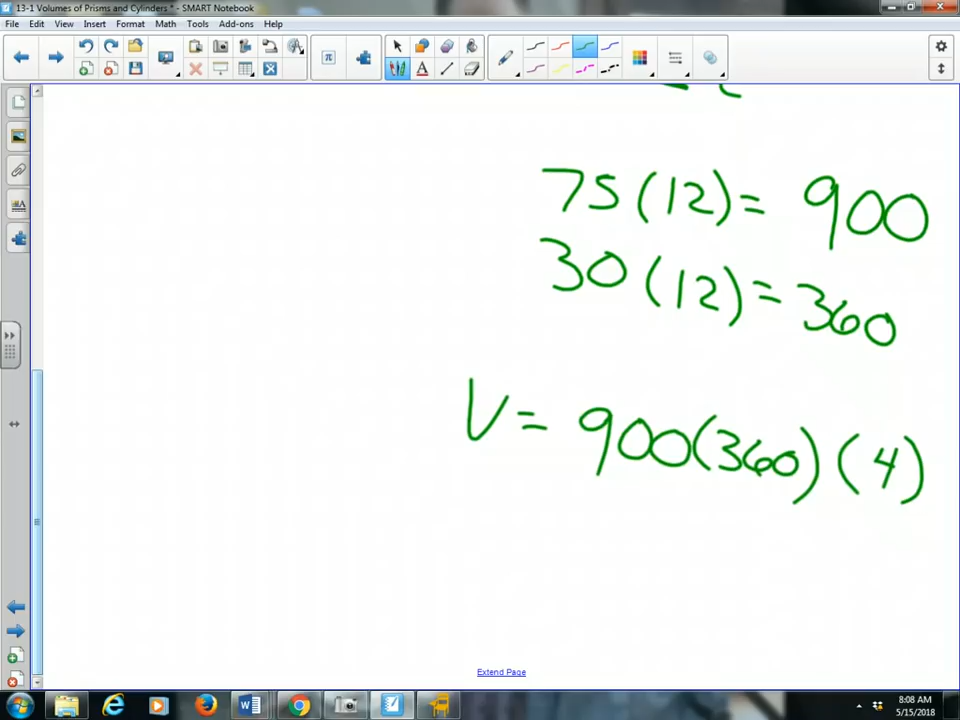 13-1 Volumes of Prisms and Cylinders * - SMART Notebook
File Edit View Insert Format Math Tools Add-ons Help
75(12)= 900
30(12)=360
V= 900(360)(4)
Extend Page
8:08 AM
5/15/2018